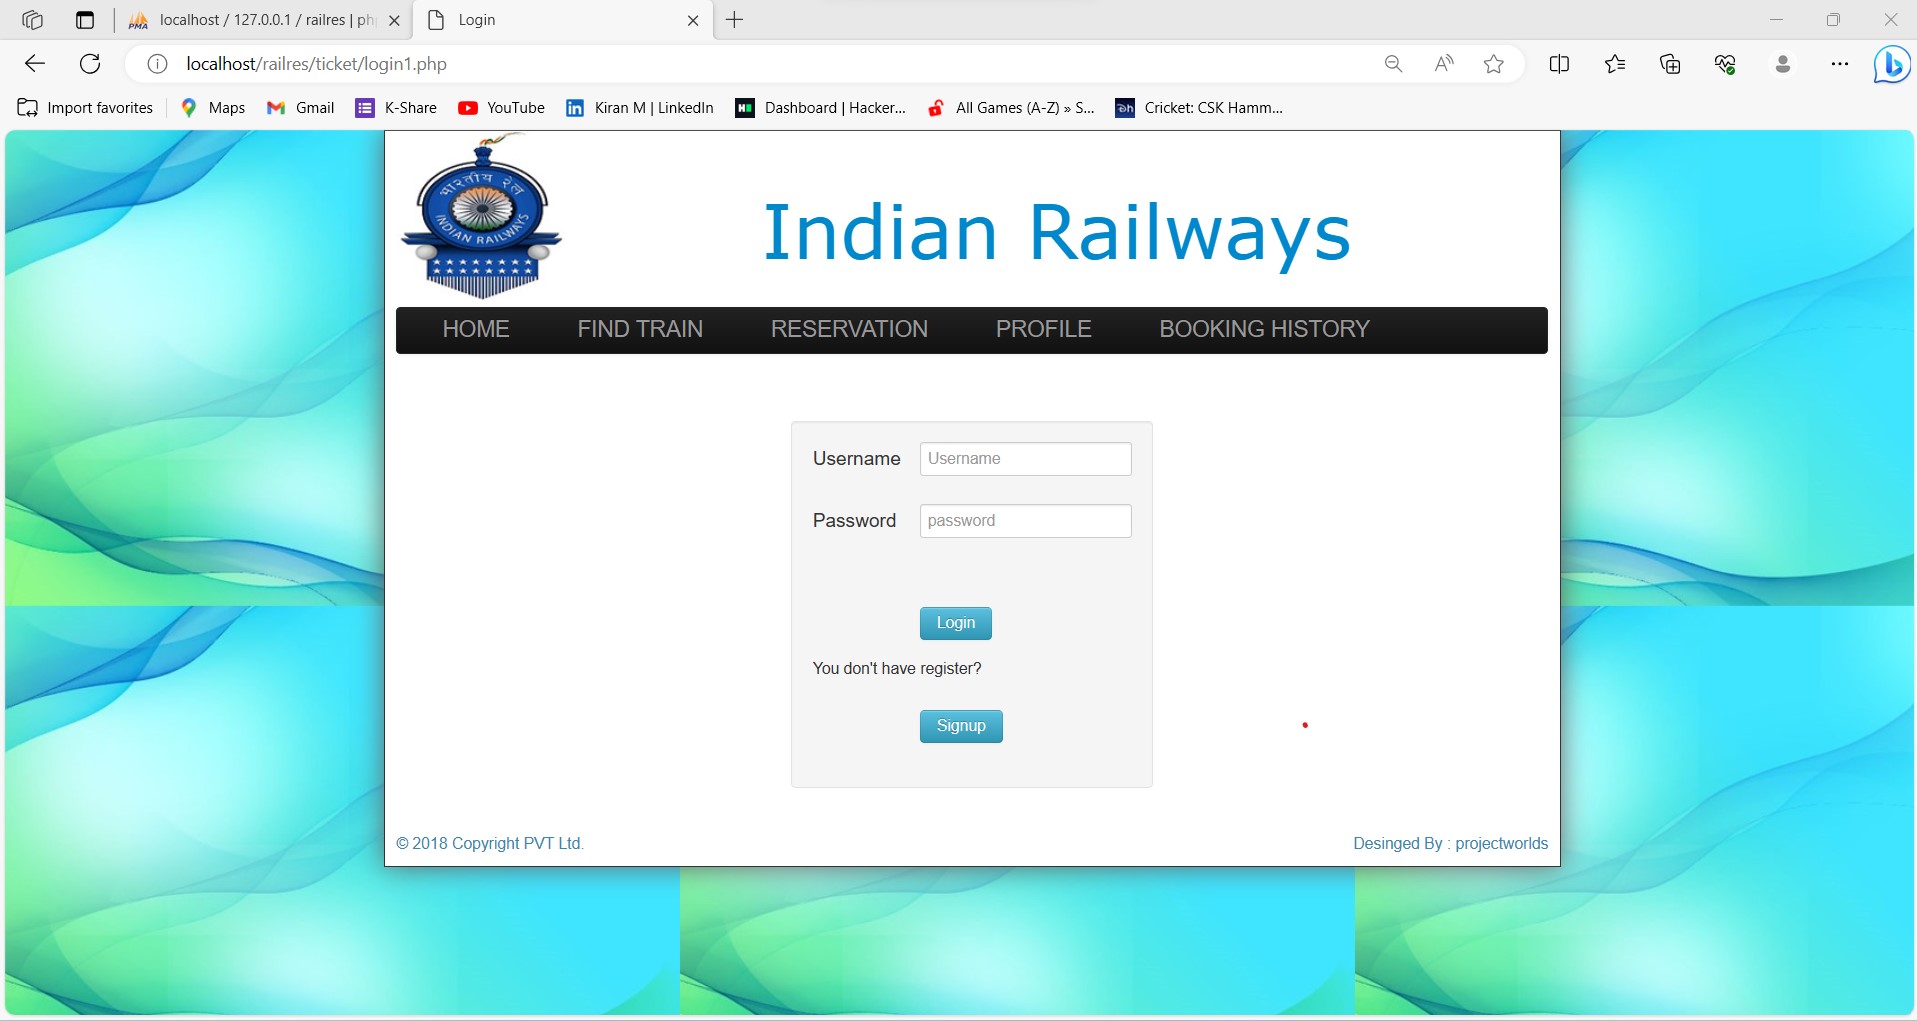 PMA localhost / 127.0.0.1 / railres | ph
Login
localhost/railres/ticket/login1.php
Import favorites Maps Gmail K-Share YouTube Kiran M | LinkedIn Dashboard | Hacker... All Games (A-Z) » S... Cricket: CSK Hamm...
भारतीय रेल
INDIAN RAILWAYS
Indian Railways
HOME FIND TRAIN RESERVATION PROFILE BOOKING HISTORY
Username Username
Password password
Login
You don't have register?
Signup
© 2018 Copyright PVT Ltd. Desinged By : projectworlds